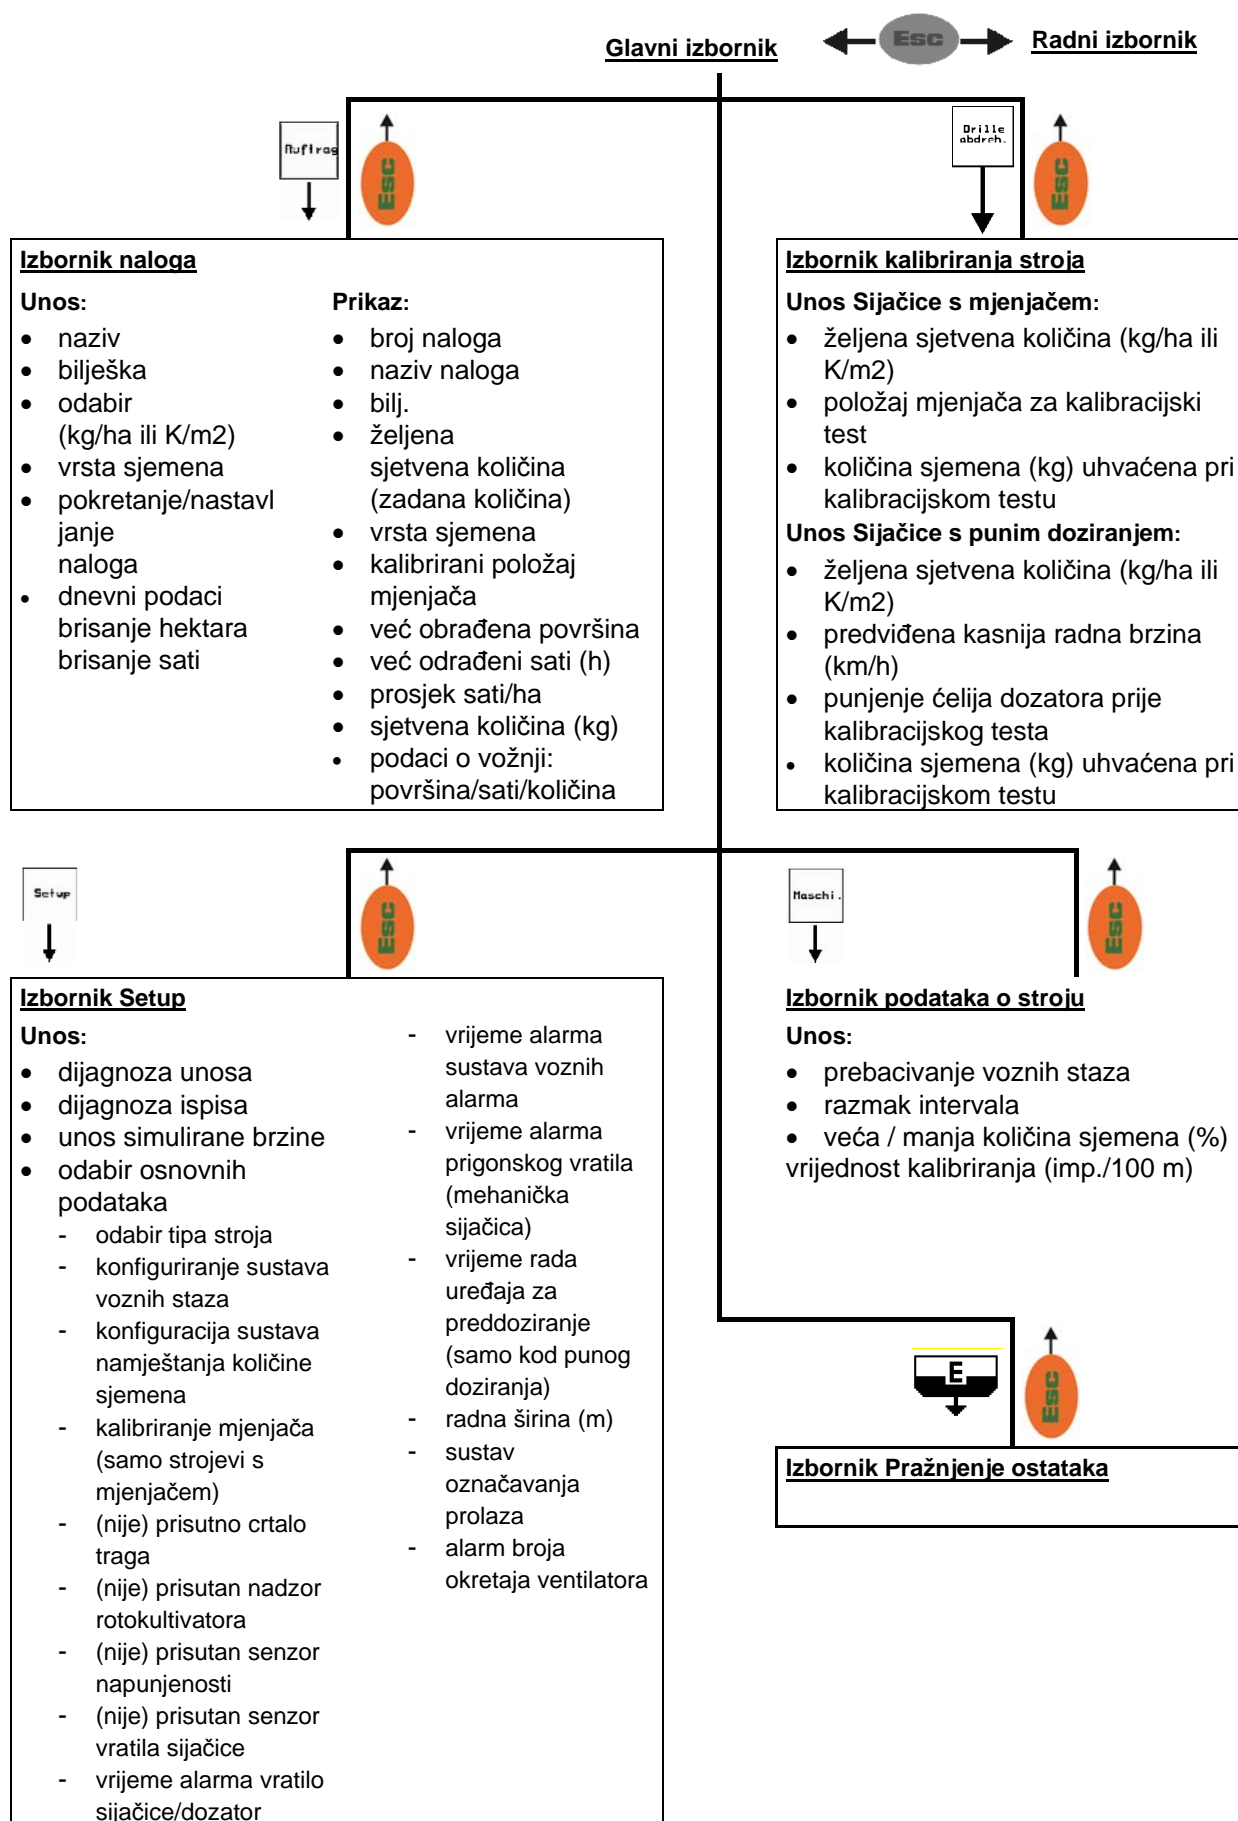 Glavni izbornik
Esc
Radni izbornik
Auftrag
Esc
Drille
abdreh.
Esc
Izbornik naloga
Unos:
• naziv
• bilješka
• odabir
(kg/ha ili K/m2)
• vrsta sjemena
• pokretanje/nastavl
janje
naloga
• dnevni podaci
brisanje hektara
brisanje sati
Prikaz:
• broj naloga
• naziv naloga
• bilj.
• željena
sjetvena količina
(zadana količina)
• vrsta sjemena
• kalibrirani položaj
mjenjača
• već obrađena površina
• već odrađeni sati (h)
• prosjek sati/ha
• sjetvena količina (kg)
• podaci o vožnji:
površina/sati/količina
Izbornik kalibriranja stroja
Unos Sijačice s mjenjačem:
• željena sjetvena količina (kg/ha ili
K/m2)
• položaj mjenjača za kalibracijski
test
• količina sjemena (kg) uhvaćena pri
kalibracijskom testu
Unos Sijačice s punim doziranjem:
• željena sjetvena količina (kg/ha ili
K/m2)
• predviđena kasnija radna brzina
(km/h)
• punjenje ćelija dozatora prije
kalibracijskog testa
• količina sjemena (kg) uhvaćena pri
kalibracijskom testu
Setup
Esc
Maschi.
Esc
Izbornik Setup
Unos:
• dijagnoza unosa
• dijagnoza ispisa
• unos simulirane brzine
• odabir osnovnih
podataka
- odabir tipa stroja
- konfiguriranje sustava
voznih staza
- konfiguracija sustava
namještanja količine
sjemena
- kalibriranje mjenjača
(samo strojevi s
mjenjačem)
- (nije) prisutno crtalo
traga
- (nije) prisutan nadzor
rotokultivatora
- (nije) prisutan senzor
napunjenosti
- (nije) prisutan senzor
vratila sijačice
- vrijeme alarma vratilo
sijačice/dozator
- vrijeme alarma
sustava voznih
alarma
- vrijeme alarma
prigonskog vratila
(mehanička
sijačica)
- vrijeme rada
uređaja za
preddoziranje
(samo kod punog
doziranja)
- radna širina (m)
- sustav
označavanja
prolaza
- alarm broja
okretaja ventilatora
Izbornik podataka o stroju
Unos:
• prebacivanje voznih staza
• razmak intervala
• veća / manja količina sjemena (%)
vrijednost kalibriranja (imp./100 m)
E
Esc
Izbornik Pražnjenje ostataka